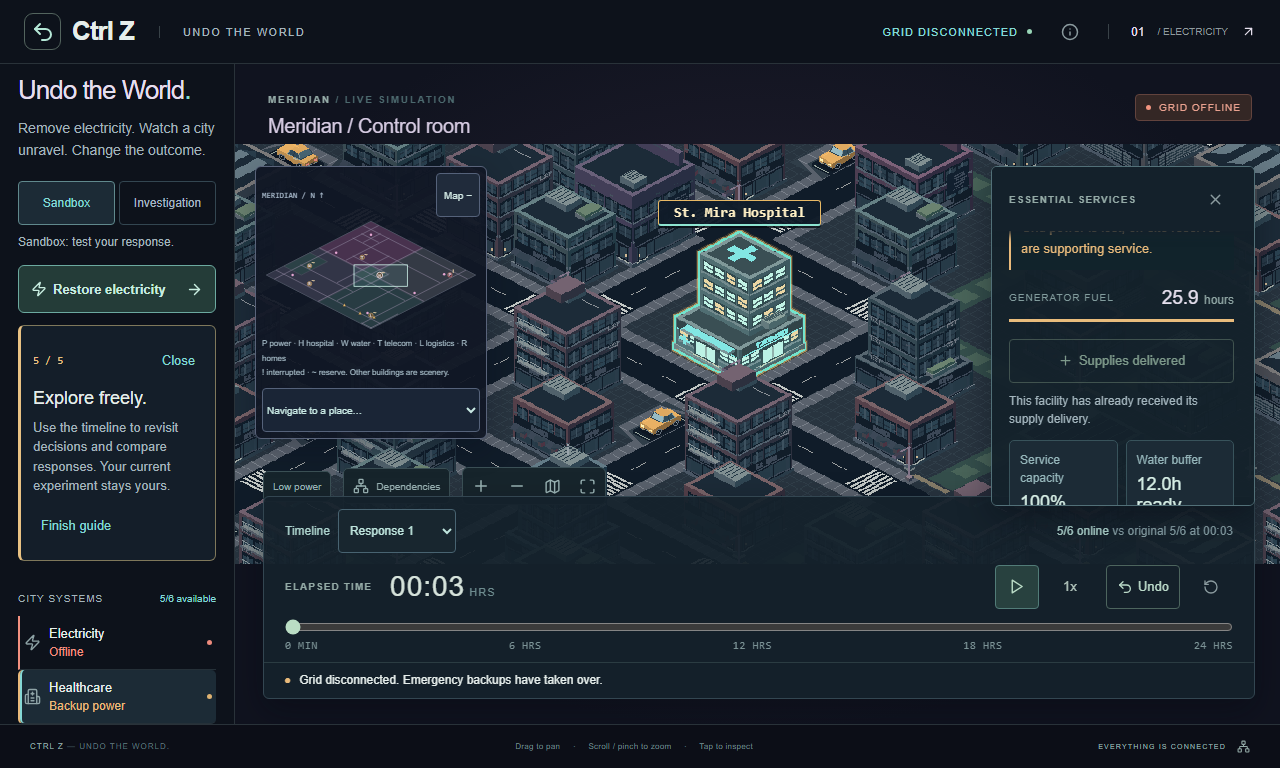 Ctrl Z
UNDO THE WORLD
GRID DISCONNECTED
01 / ELECTRICITY
Undo the World.
Remove electricity. Watch a city
unravel. Change the outcome.
Sandbox
Investigation
Sandbox: test your response.
Restore electricity
5 / 5
Close
Explore freely.
Use the timeline to revisit
decisions and compare
responses. Your current
experiment stays yours.
Finish guide
CITY SYSTEMS
5/6 available
Electricity
Offline
Healthcare
Backup power
MERIDIAN / LIVE SIMULATION
Meridian / Control room
GRID OFFLINE
MERIDIAN / N ↑
Map −
P power · H hospital · W water · T telecom · L logistics · R
homes
! interrupted · ~ reserve. Other buildings are scenery.
Navigate to a place...
St. Mira Hospital
ESSENTIAL SERVICES
are supporting service.
GENERATOR FUEL
25.9 hours
+ Supplies delivered
This facility has already received its
supply delivery.
Service
capacity
100%
Water buffer
12.0h
ready
Low power
Dependencies
Timeline
Response 1
5/6 online vs original 5/6 at 00:03
ELAPSED TIME
00:03 HRS
1x
Undo
0 MIN
6 HRS
12 HRS
18 HRS
24 HRS
Grid disconnected. Emergency backups have taken over.
CTRL Z — UNDO THE WORLD.
Drag to pan · Scroll / pinch to zoom · Tap to inspect
EVERYTHING IS CONNECTED